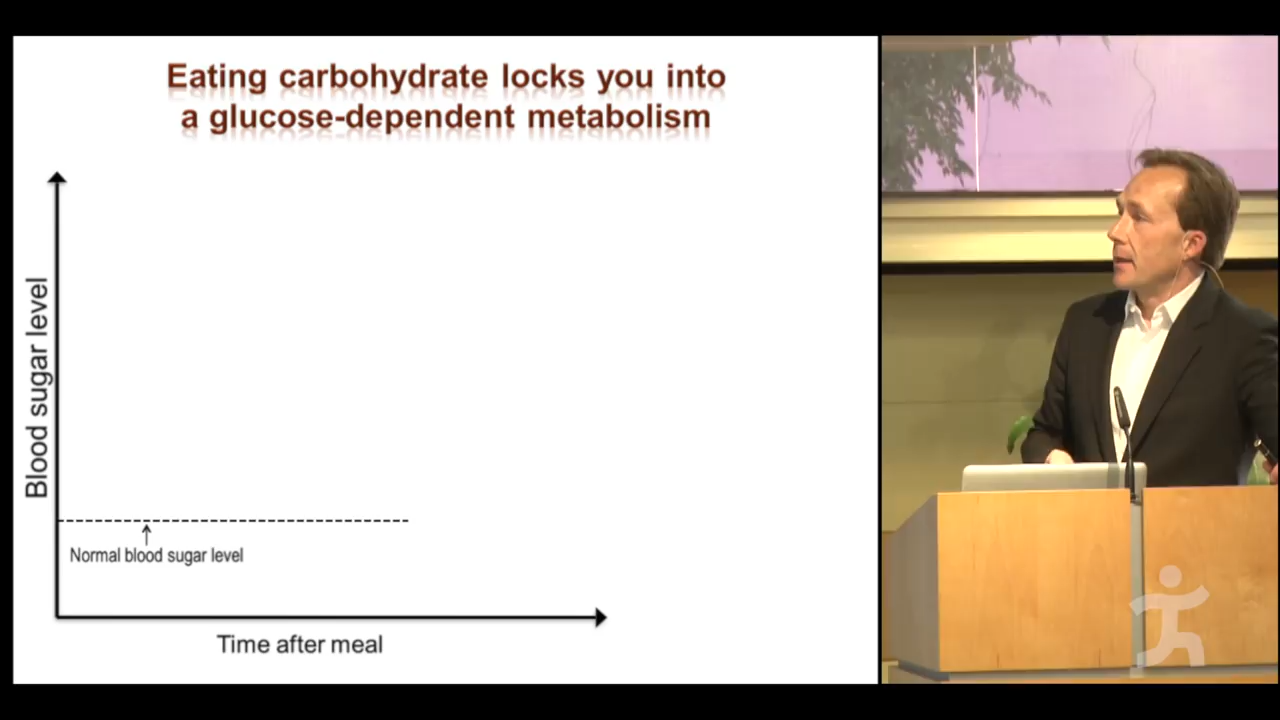 Eating carbohydrate locks you into
a glucose-dependent metabolism
Blood sugar level
Normal blood sugar level
Time after meal